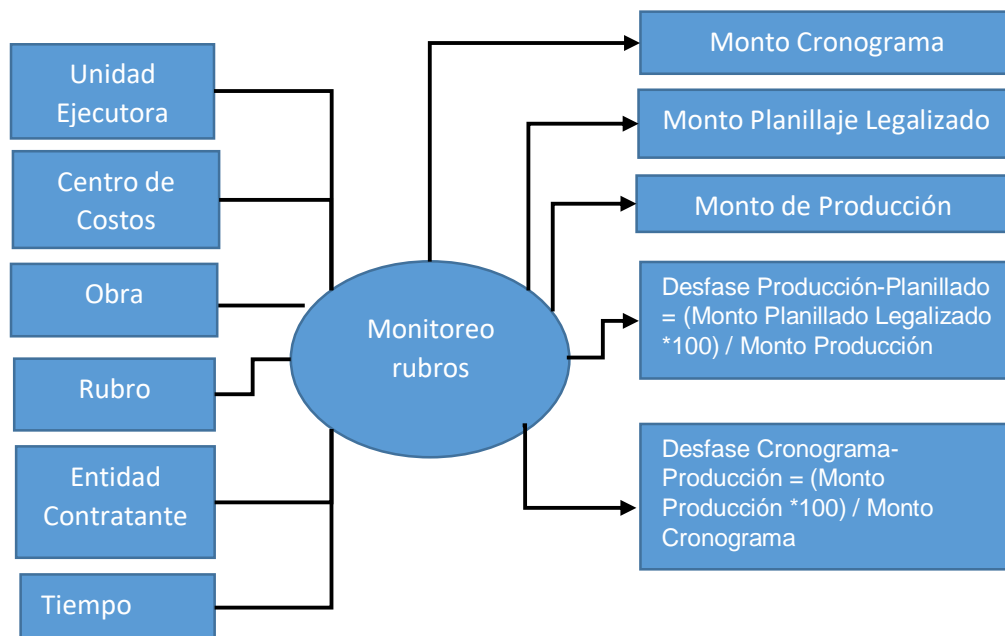 Unidad
Ejecutora
Centro de
Costos
Obra
Rubro
Entidad
Contratante
Tiempo
Monitoreo
rubros
Monto Cronograma
Monto Planillaje Legalizado
Monto de Producción
Desfase Producción-Planillado
= (Monto Planillado Legalizado
*100) / Monto Producción
Desfase Cronograma-
Producción = (Monto
Producción *100) / Monto
Cronograma